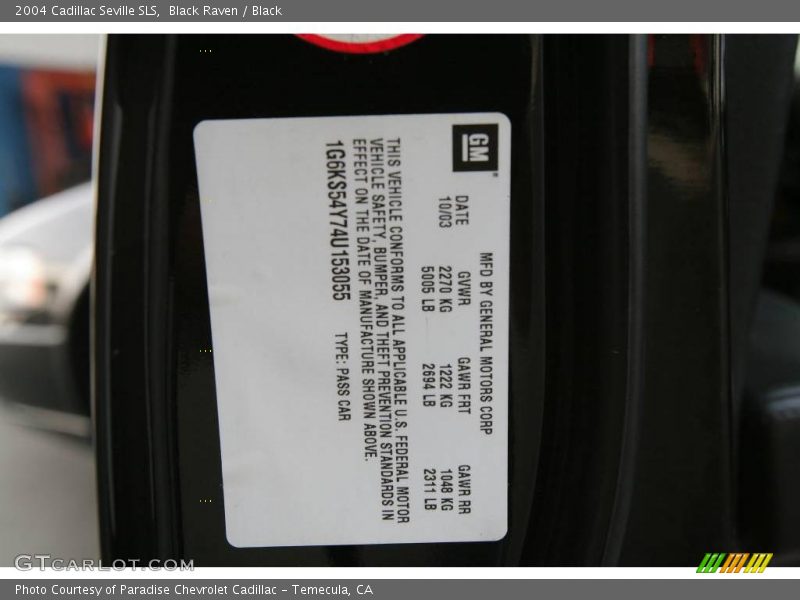 2004 Cadillac Seville SLS,  Black Raven / Black
GM
MFD BY GENERAL MOTORS CORP
DATE GVWR GAWR FRT GAWR RR
10/03 2270 KG 1222 KG 1048 KG
5005 LB 2694 LB 2311 LB
THIS VEHICLE CONFORMS TO ALL APPLICABLE U.S. FEDERAL MOTOR
VEHICLE SAFETY, BUMPER, AND THEFT PREVENTION STANDARDS IN
EFFECT ON THE DATE OF MANUFACTURE SHOWN ABOVE.
1G6KS54Y74U153055 TYPE: PASS CAR
GTCARLOT.COM
Photo Courtesy of Paradise Chevrolet Cadillac – Temecula, CA